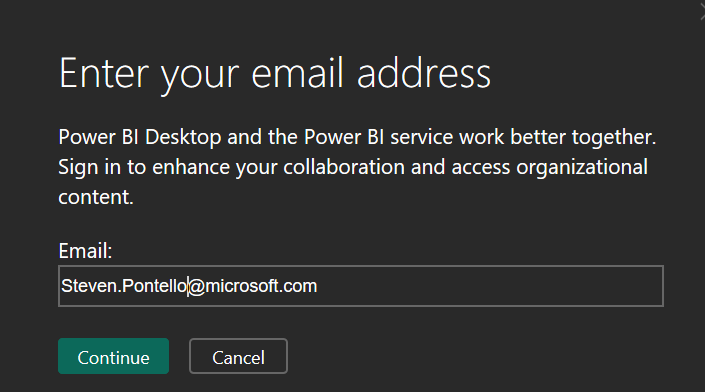 Enter your email address
Power BI Desktop and the Power BI service work better together.
Sign in to enhance your collaboration and access organizational
content.
Email:
Steven.Pontello@microsoft.com
Continue
Cancel